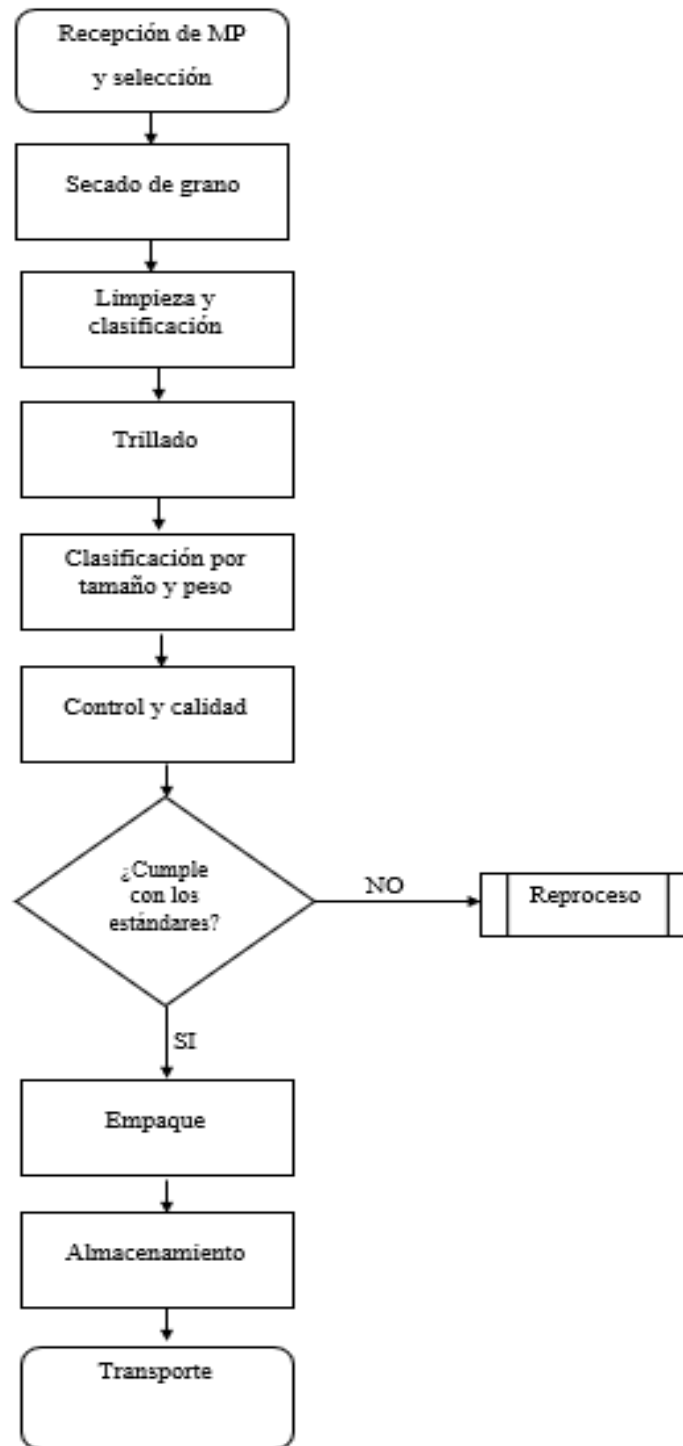 Recepción de MP
y selección
Secado de grano
Limpieza y
clasificación
Trillado
Clasificación por
tamaño y peso
Control y calidad
¿Cumple
con los
estándares?
NO
Reproceso
SI
Empaque
Almacenamiento
Transporte